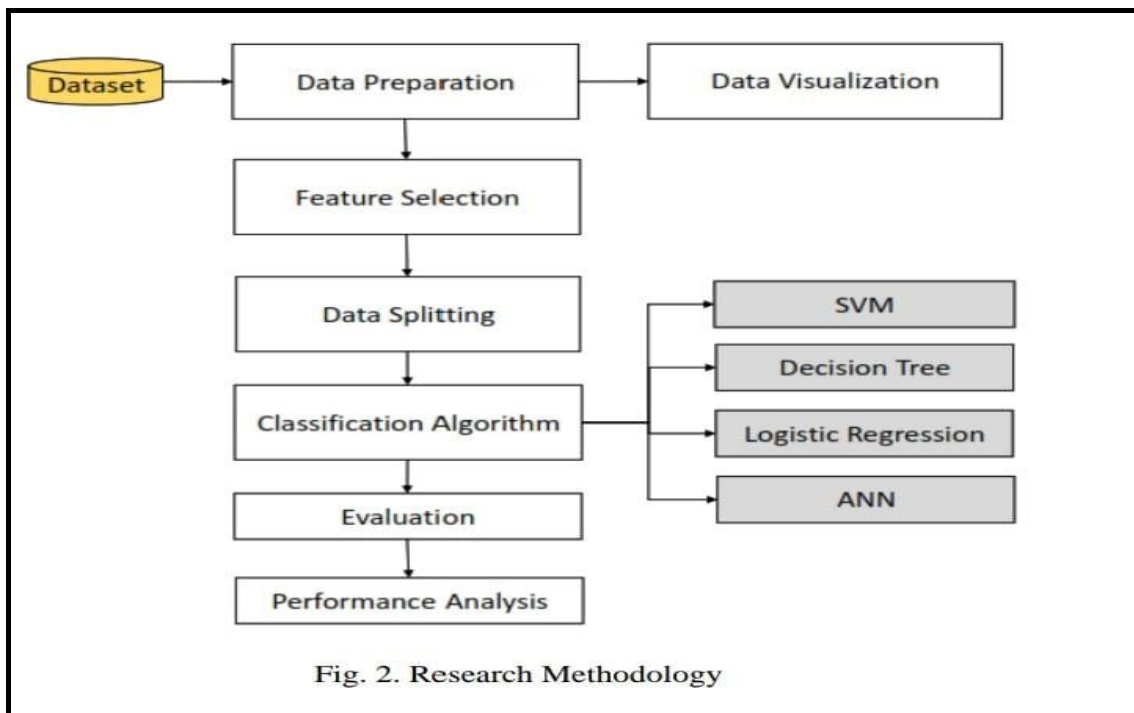 Dataset
Data Preparation
Data Visualization
Feature Selection
Data Splitting
Classification Algorithm
SVM
Decision Tree
Logistic Regression
ANN
Evaluation
Performance Analysis
Fig. 2. Research Methodology